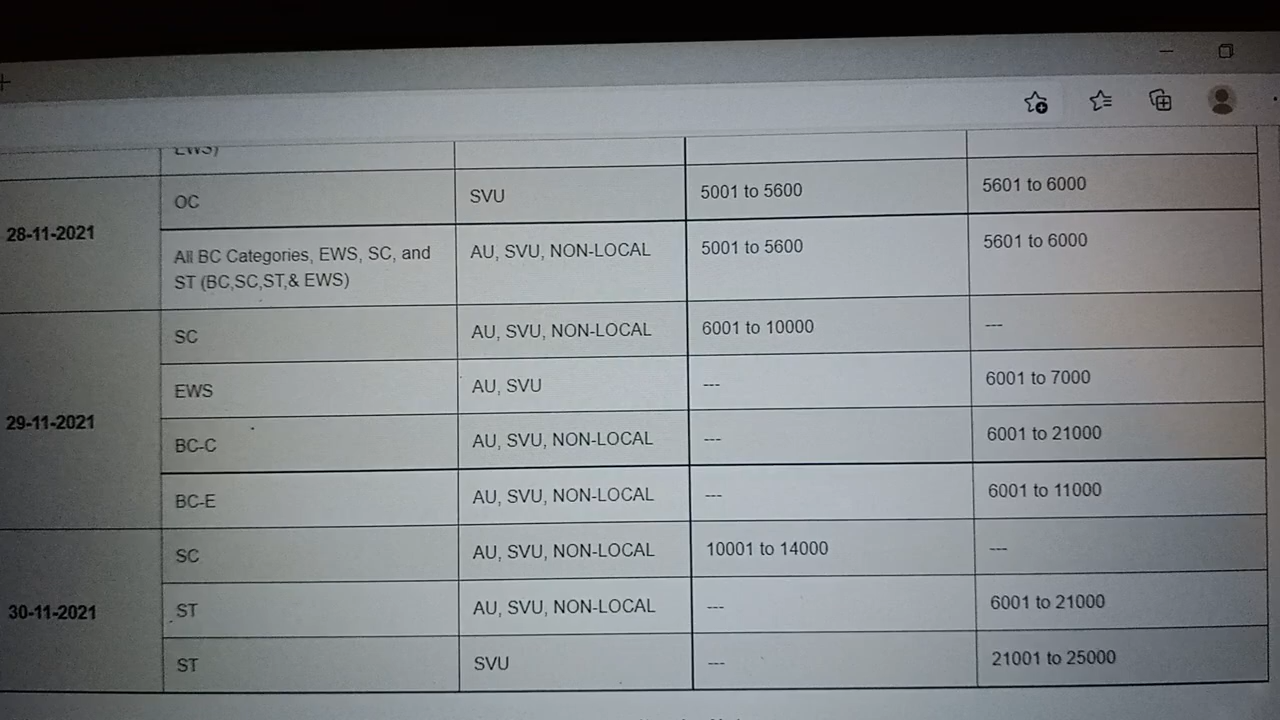 EWS)
OC SVU 5001 to 5600 5601 to 6000
28-11-2021
All BC Categories, EWS, SC, and AU, SVU, NON-LOCAL 5001 to 5600 5601 to 6000
ST (BC,SC,ST,& EWS)
SC AU, SVU, NON-LOCAL 6001 to 10000 ---
EWS AU, SVU --- 6001 to 7000
29-11-2021
BC-C AU, SVU, NON-LOCAL --- 6001 to 21000
BC-E AU, SVU, NON-LOCAL --- 6001 to 11000
SC AU, SVU, NON-LOCAL 10001 to 14000 ---
30-11-2021
ST AU, SVU, NON-LOCAL --- 6001 to 21000
ST SVU --- 21001 to 25000